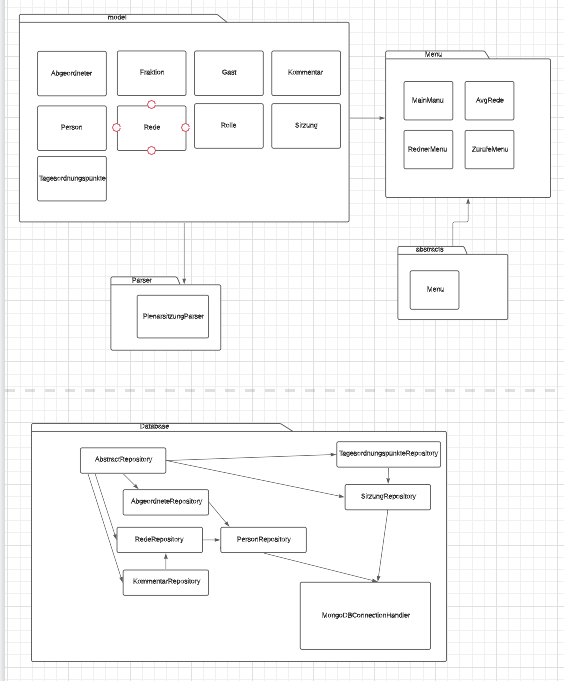 model
Abgeordneter
Fraktion
Gast
Kommentar
Person
Rede
Rolle
Sitzung
Tagesordnungspunkte
Menu
MainManu
AvgRede
RednerMenu
ZurufeMenu
abstracts
Menu
Parser
PlenarsitzungParser
Database
AbstractRepository
TagesordnungspunkteRepository
AbgeordneteRepository
SitzungRepository
RedeRepository
PersonRepository
KommentarRepository
MongoDBConnectionHandler